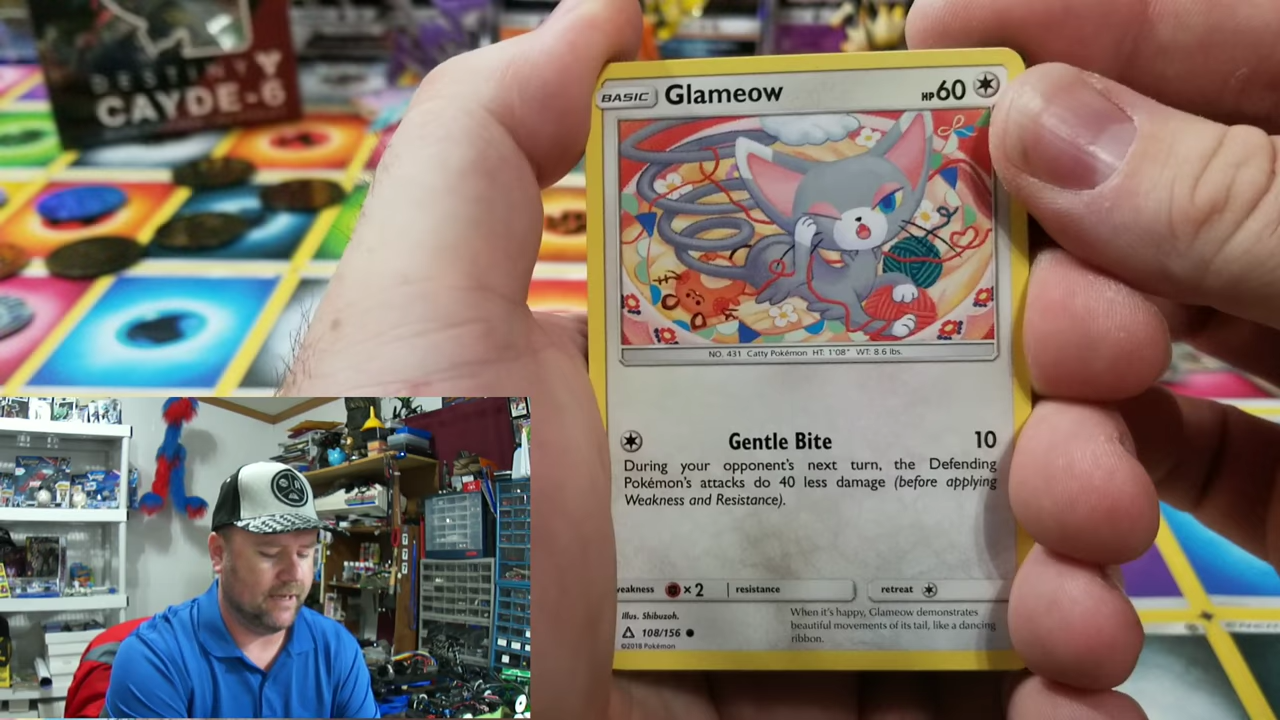 DESTINY
CAYDE-6
BASIC Glameow HP 60
NO. 431 Catty Pokémon HT: 1'08" WT: 8.6 lbs.
Gentle Bite 10
During your opponent's next turn, the Defending
Pokémon's attacks do 40 less damage (before applying
Weakness and Resistance).
weakness ×2 resistance retreat
Illus. Shibuzoh.
108/156
©2018 Pokémon
When it's happy, Glameow demonstrates
beautiful movements of its tail, like a dancing
ribbon.